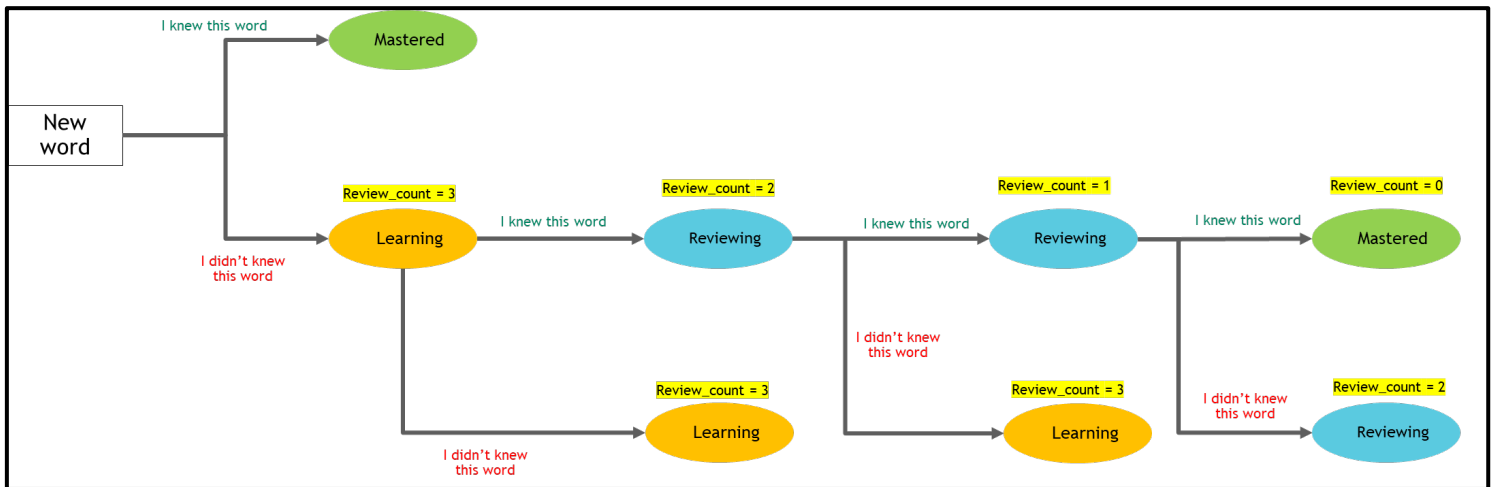 I knew this word
Mastered
New
word
Review_count = 3
Review_count = 2
Review_count = 1
Review_count = 0
Learning
I knew this word
Reviewing
I knew this word
Reviewing
I knew this word
Mastered
I didn't knew
this word
I didn't knew
this word
Review_count = 3
Review_count = 3
Review_count = 2
Learning
Learning
I didn't knew
this word
Reviewing
I didn't knew
this word